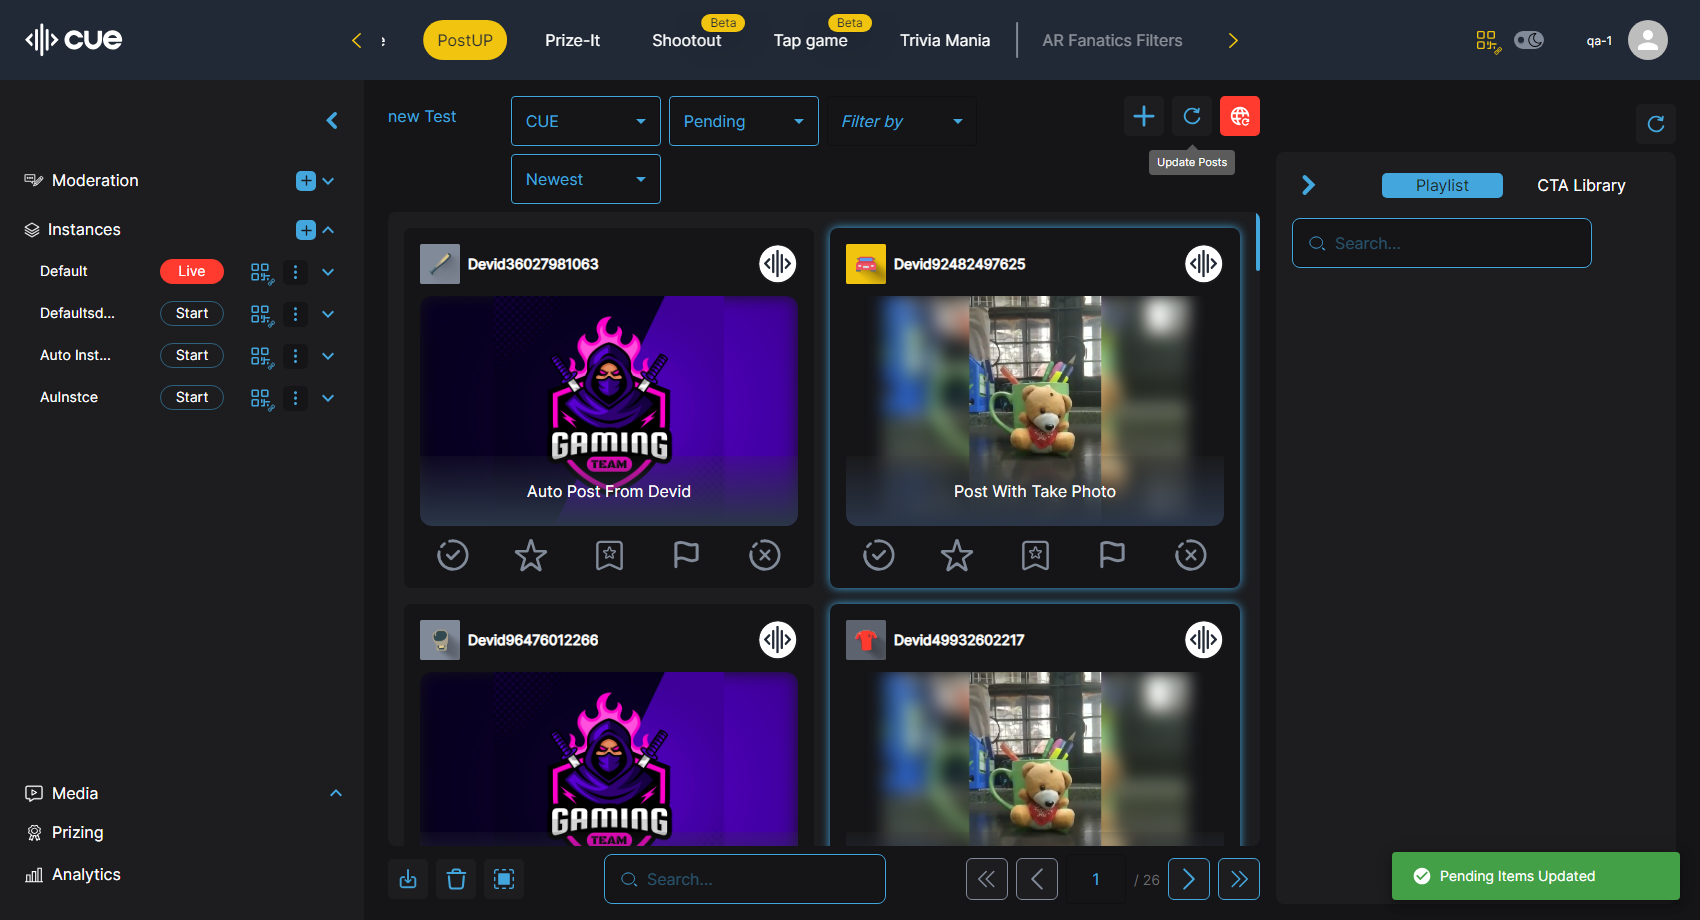 cue
PostUP
Prize-It
Beta
Shootout
Beta
Tap game
Trivia Mania
AR Fanatics Filters
qa-1
Moderation
Instances
Default
Live
Defaultsd...
Start
Auto Inst...
Start
AuInstce
Start
Media
Prizing
Analytics
new Test
CUE
Pending
Filter by
Newest
Update Posts
Devid36027981063
GAMING
TEAM
Auto Post From Devid
Devid92482497625
Post With Take Photo
Devid96476012266
GAMING
TEAM
Devid49932602217
Search...
1
/ 26
Playlist
CTA Library
Search...
Pending Items Updated